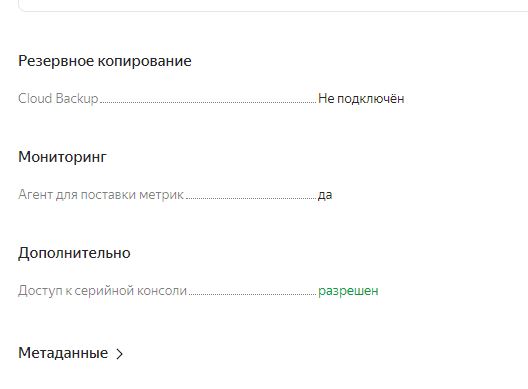 Резервное копирование
Cloud Backup Не подключён
Мониторинг
Агент для поставки метрик да
Дополнительно
Доступ к серийной консоли разрешен
Метаданные